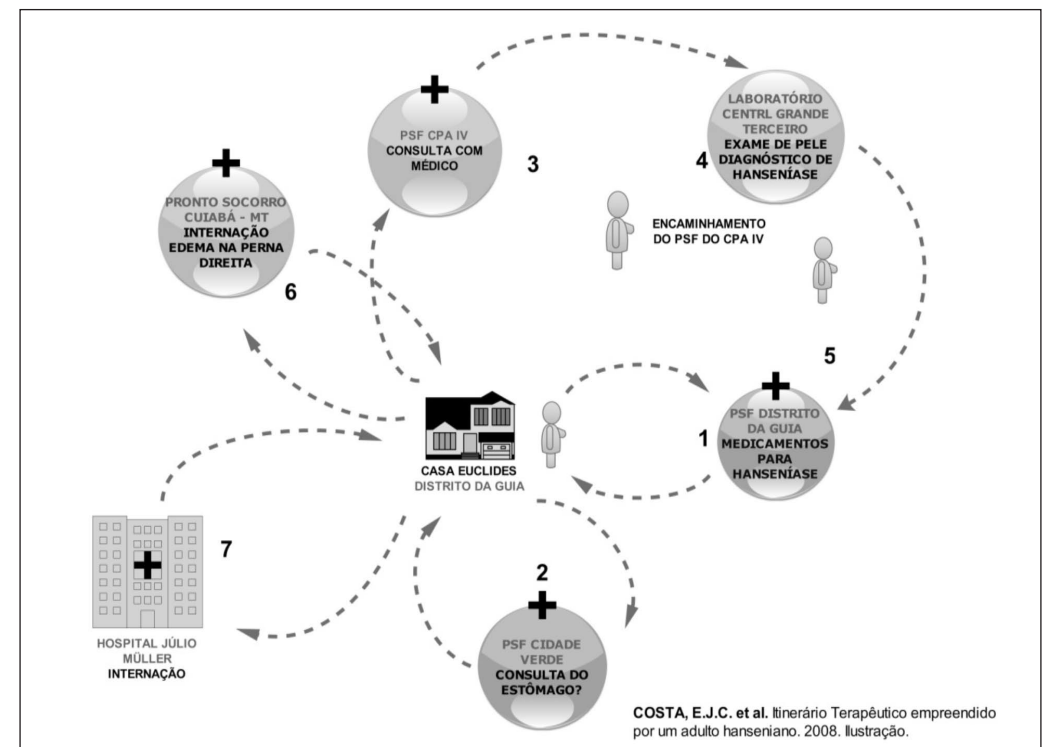 PSF CPA IV
CONSULTA COM
MÉDICO
3
LABORATÓRIO
CENTRL GRANDE
TERCEIRO
EXAME DE PELE
DIAGNÓSTICO DE
HANSENÍASE
4
PRONTO SOCORRO
CUIABÁ - MT
INTERNAÇÃO
EDEMA NA PERNA
DIREITA
6
ENCAMINHAMENTO
DO PSF DO CPA IV
5
PSF DISTRITO
DA GUIA
MEDICAMENTOS
PARA
HANSENÍASE
1
CASA EUCLIDES
DISTRITO DA GUIA
7
HOSPITAL JÚLIO
MÜLLER
INTERNAÇÃO
2
PSF CIDADE
VERDE
CONSULTA DO
ESTÔMAGO?
COSTA, E.J.C. et al. Itinerário Terapêutico empreendido
por um adulto hanseniano. 2008. Ilustração.